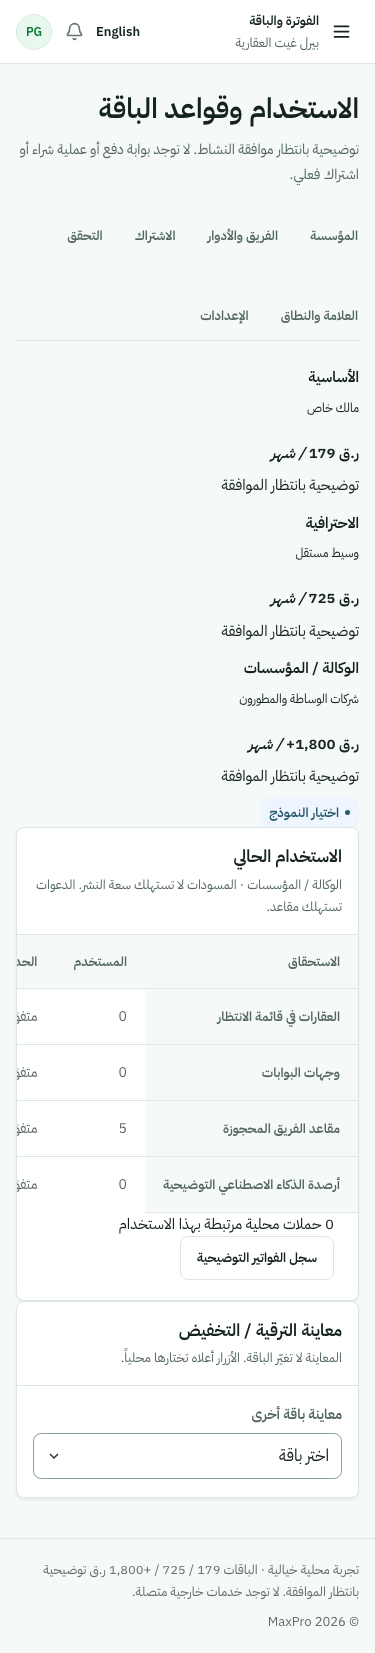 الفوترة والباقة
بيرل غيت العقارية
English
PG
الاستخدام وقواعد الباقة
توضيحية بانتظار موافقة النشاط. لا توجد بوابة دفع أو عملية شراء أو
اشتراك فعلي.
المؤسسة
الفريق والأدوار
الاشتراك
التحقق
العلامة والنطاق
الإعدادات
الأساسية
مالك خاص
ر.ق 179 / شهر
توضيحية بانتظار الموافقة
الاحترافية
وسيط مستقل
ر.ق 725 / شهر
توضيحية بانتظار الموافقة
الوكالة / المؤسسات
شركات الوساطة والمطورون
ر.ق 1,800+ / شهر
توضيحية بانتظار الموافقة
• اختيار النموذج
الاستخدام الحالي
الوكالة / المؤسسات · المسودات لا تستهلك سعة النشر. الدعوات
تستهلك مقاعد.
الاستحقاق المستخدم
العقارات في قائمة الانتظار 0
وجهات البوابات 0
مقاعد الفريق المحجوزة 5
أرصدة الذكاء الاصطناعي التوضيحية 0
0 حملات محلية مرتبطة بهذا الاستخدام
سجل الفواتير التوضيحية
معاينة الترقية / التخفيض
المعاينة لا تغيّر الباقة. الأزرار أعلاه تختارها محلياً.
معاينة باقة أخرى
اختر باقة
تجربة محلية خيالية · الباقات 179 / 725 / +1,800 ر.ق توضيحية
بانتظار الموافقة. لا توجد خدمات خارجية متصلة.
© 2026 MaxPro